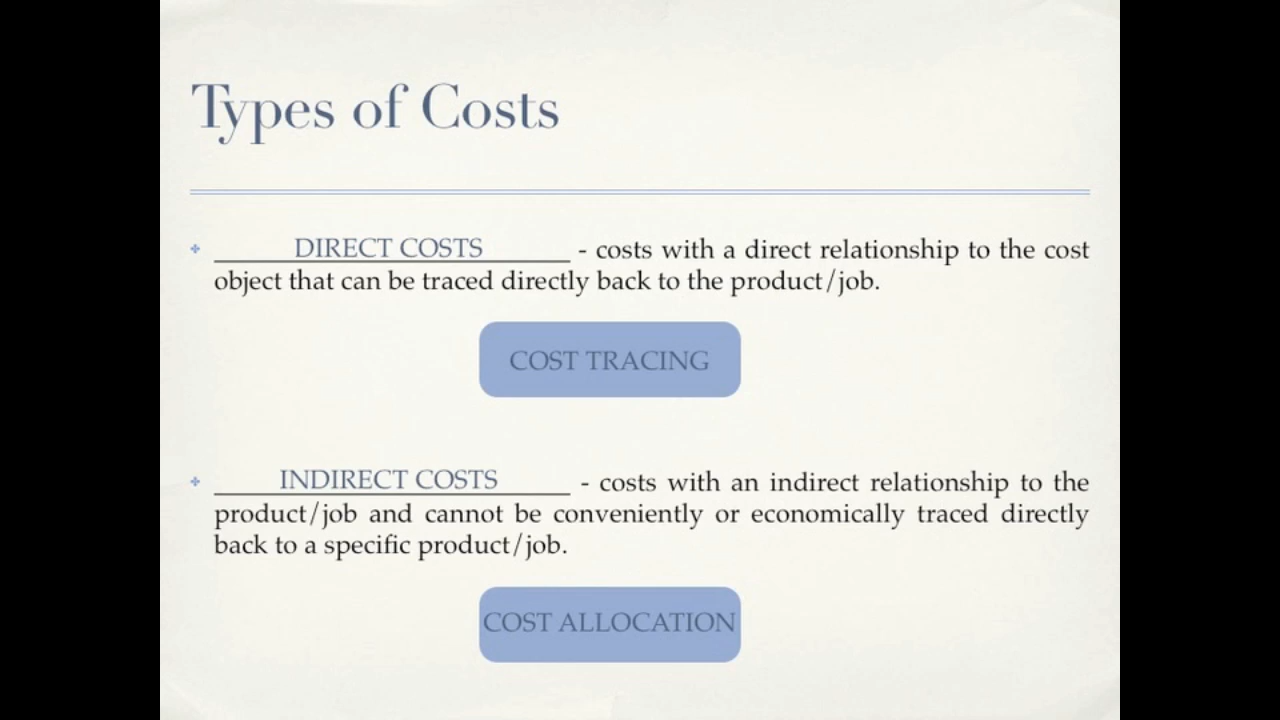 Types of Costs
DIRECT COSTS - costs with a direct relationship to the cost
object that can be traced directly back to the product/job.
COST TRACING
INDIRECT COSTS - costs with an indirect relationship to the
product/job and cannot be conveniently or economically traced directly
back to a specific product/job.
COST ALLOCATION